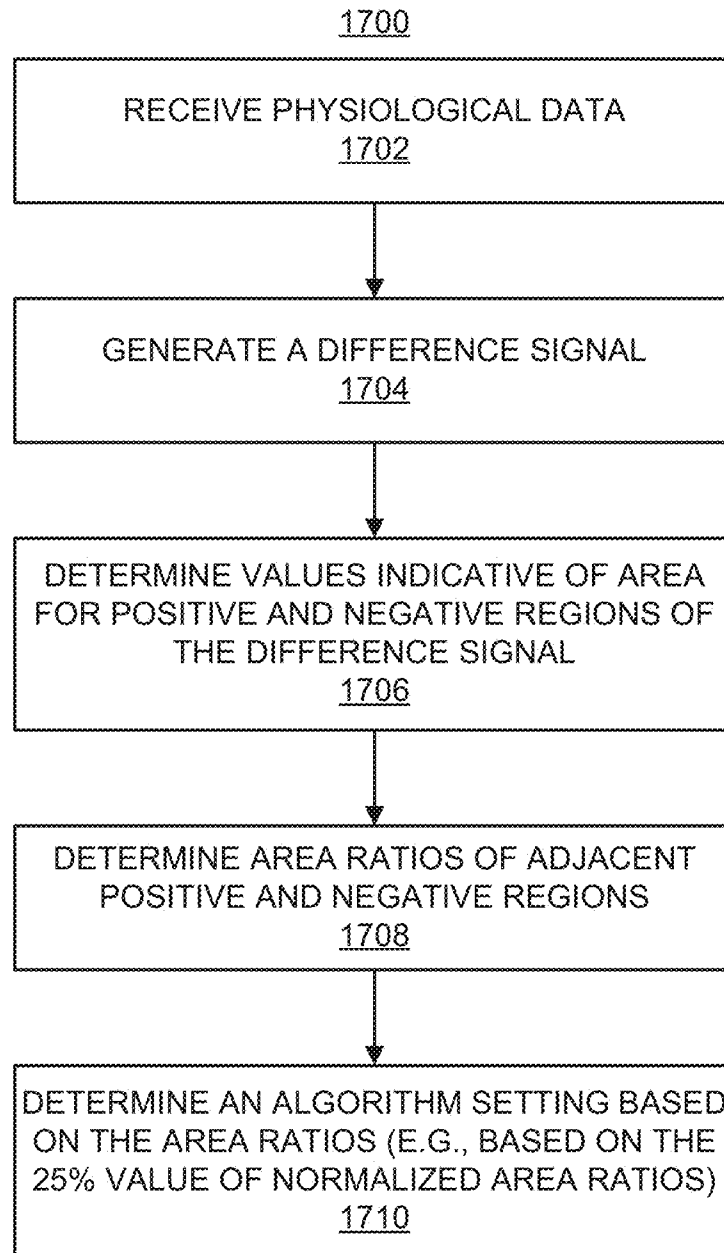 1700
RECEIVE PHYSIOLOGICAL DATA
1702
GENERATE A DIFFERENCE SIGNAL
1704
DETERMINE VALUES INDICATIVE OF AREA
FOR POSITIVE AND NEGATIVE REGIONS OF
THE DIFFERENCE SIGNAL
1706
DETERMINE AREA RATIOS OF ADJACENT
POSITIVE AND NEGATIVE REGIONS
1708
DETERMINE AN ALGORITHM SETTING BASED
ON THE AREA RATIOS (E.G., BASED ON THE
25% VALUE OF NORMALIZED AREA RATIOS)
1710